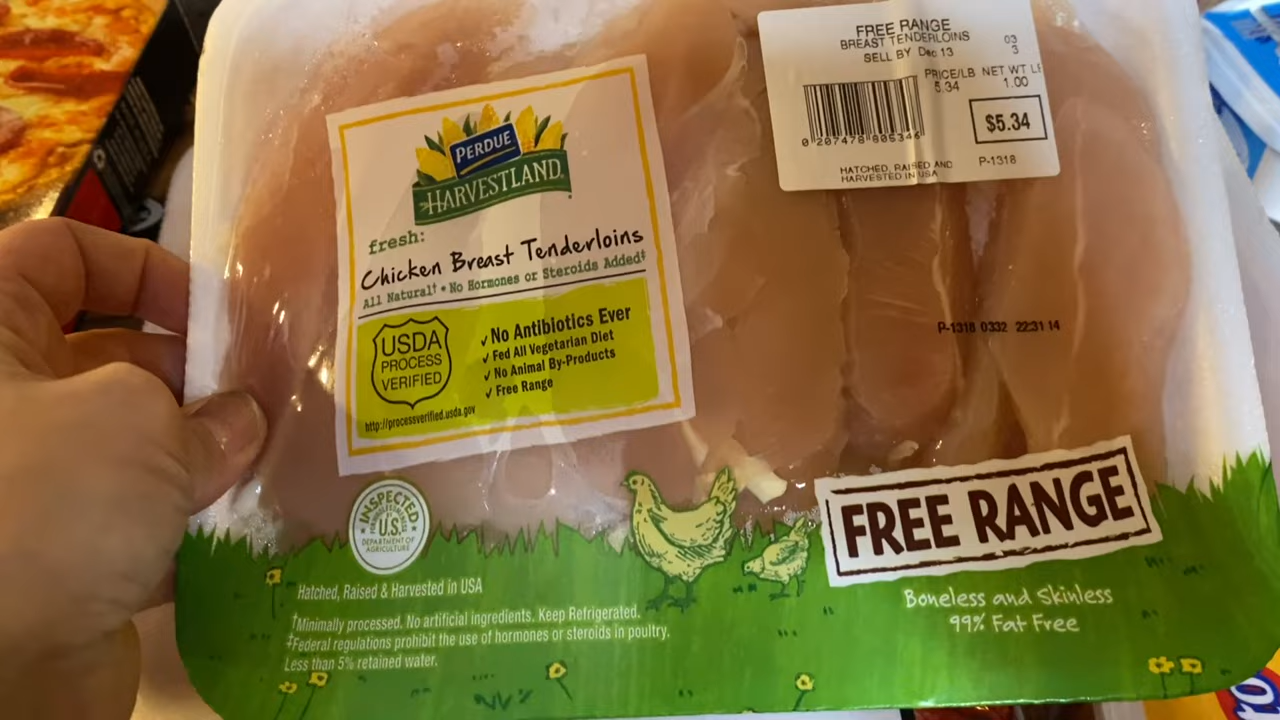 FREE RANGE
BREAST TENDERLOINS
SELL BY Dec 13
03
3
PRICE/LB NET WT
5.34 1.00
$5.34
0 207478 805346
HATCHED, RAISED AND
HARVESTED IN USA
P-1318
PERDUE
HARVESTLAND
fresh:
Chicken Breast Tenderloins
All Natural† • No Hormones or Steroids Added‡
USDA
PROCESS
VERIFIED
✓ No Antibiotics Ever
✓ Fed All Vegetarian Diet
✓ No Animal By-Products
✓ Free Range
http://processverified.usda.gov
P-1318 0332 22:31 14
INSPECTED
U.S.
DEPARTMENT OF
AGRICULTURE
FREE RANGE
Boneless and Skinless
99% Fat Free
Hatched, Raised & Harvested in USA
†Minimally processed. No artificial ingredients. Keep Refrigerated.
‡Federal regulations prohibit the use of hormones or steroids in poultry.
Less than 5% retained water.